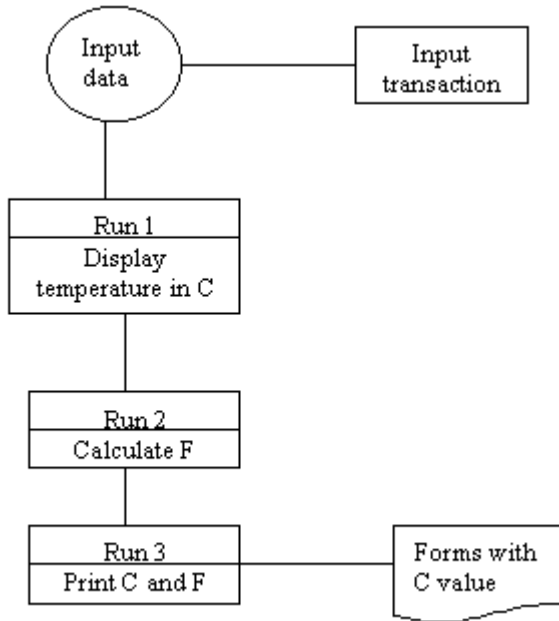 Input
data
Input
transaction
Run 1
Display
temperature in C
Run 2
Calculate F
Run 3
Print C and F
Forms with
C value